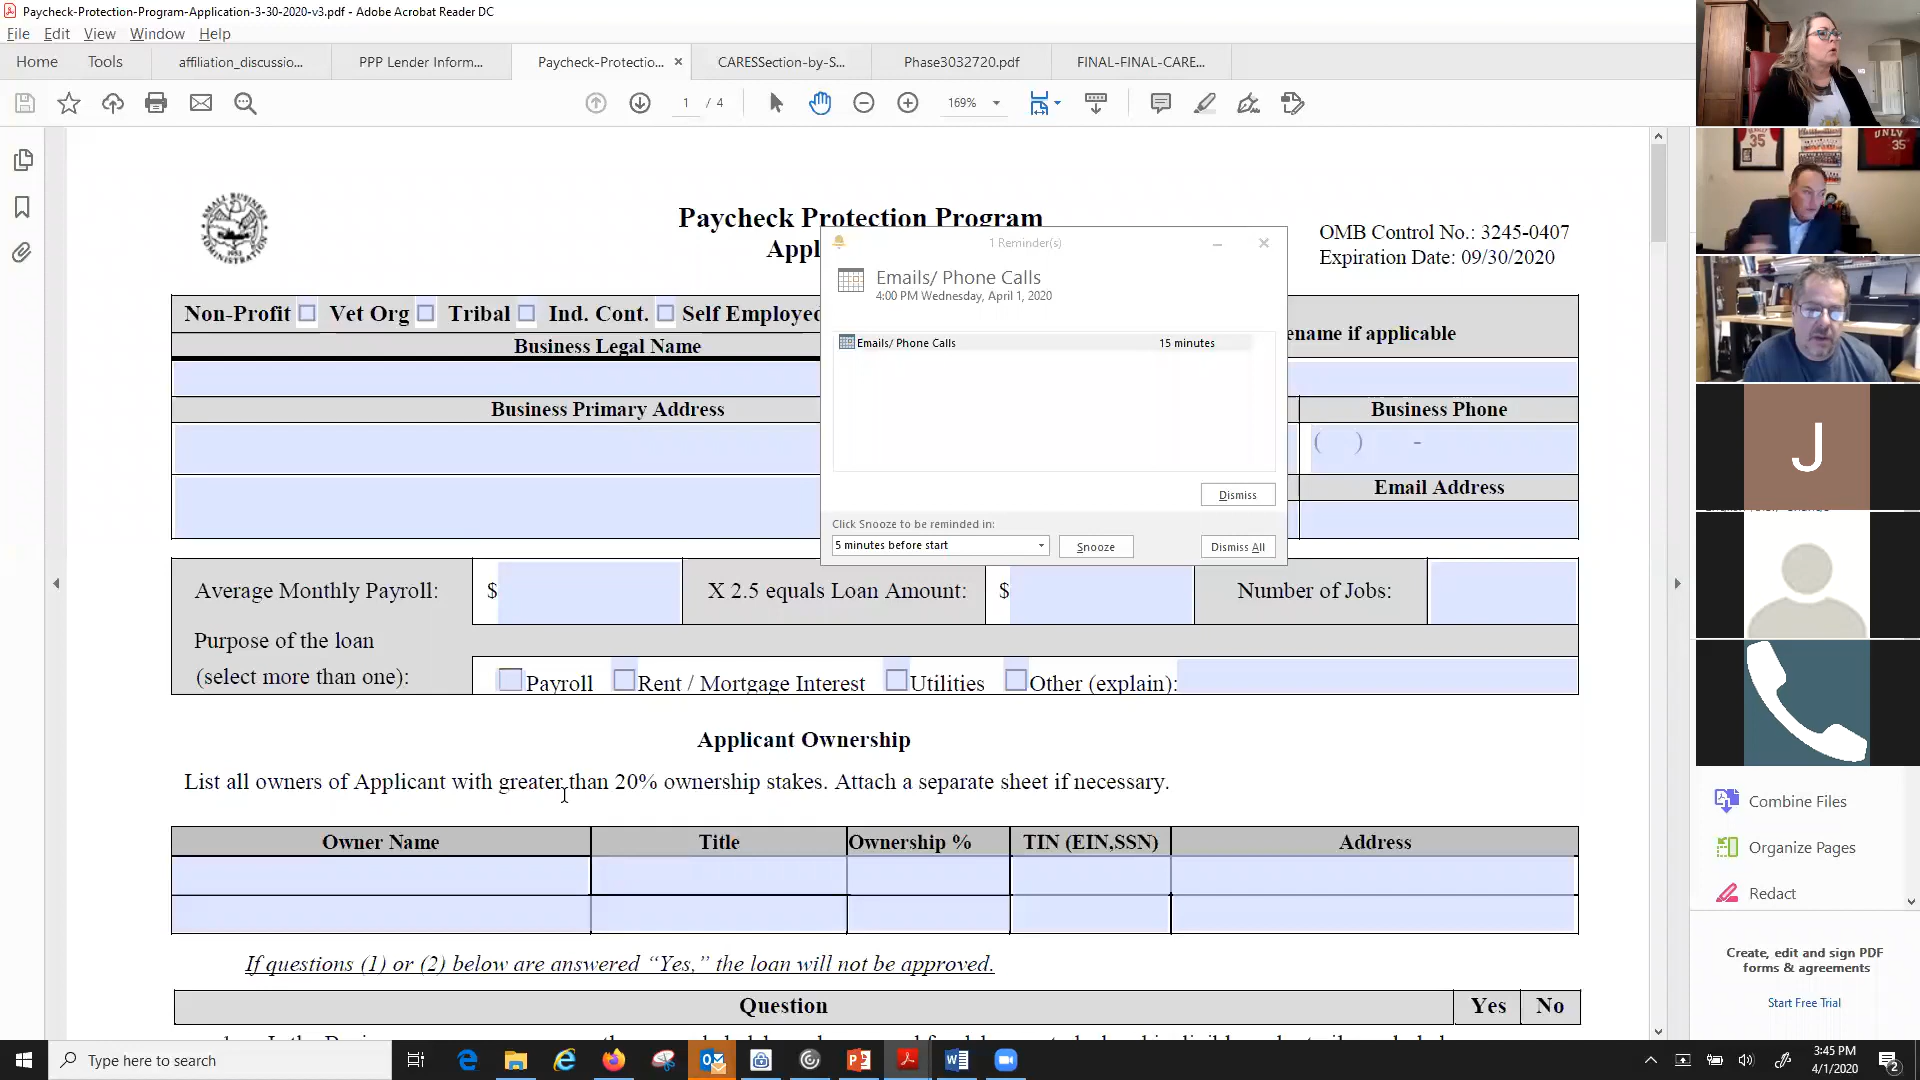 Paycheck-Protection-Program-Application-3-30-2020-v3.pdf - Adobe Acrobat Reader DC
File Edit View Window Help
Home Tools affiliation_discussio... PPP Lender Inform... Paycheck-Protectio... × CARESSection-by-S... Phase3032720.pdf FINAL-FINAL-CARE...
1 / 4 169%
SMALL BUSINESS
ADMINISTRATION
1953
Paycheck Protection Program
Appl
OMB Control No.: 3245-0407
Expiration Date: 09/30/2020
Non-Profit Vet Org Tribal Ind. Cont. Self Employed
ename if applicable
Business Legal Name
Business Primary Address
Business Phone
( ) -
Email Address
1 Reminder(s)
Emails/ Phone Calls
4:00 PM Wednesday, April 1, 2020
Emails/ Phone Calls 15 minutes
Dismiss
Click Snooze to be reminded in:
5 minutes before start Snooze Dismiss All
Average Monthly Payroll: $ X 2.5 equals Loan Amount: $ Number of Jobs:
Purpose of the loan
(select more than one): Payroll Rent / Mortgage Interest Utilities Other (explain):
Applicant Ownership
List all owners of Applicant with greater than 20% ownership stakes. Attach a separate sheet if necessary.
Owner Name Title Ownership % TIN (EIN,SSN) Address
If questions (1) or (2) below are answered “Yes,” the loan will not be approved.
Question Yes No
35
UNLV
35
J
Combine Files
Organize Pages
Redact
Create, edit and sign PDF
forms & agreements
Start Free Trial
Type here to search
3:45 PM
4/1/2020
2